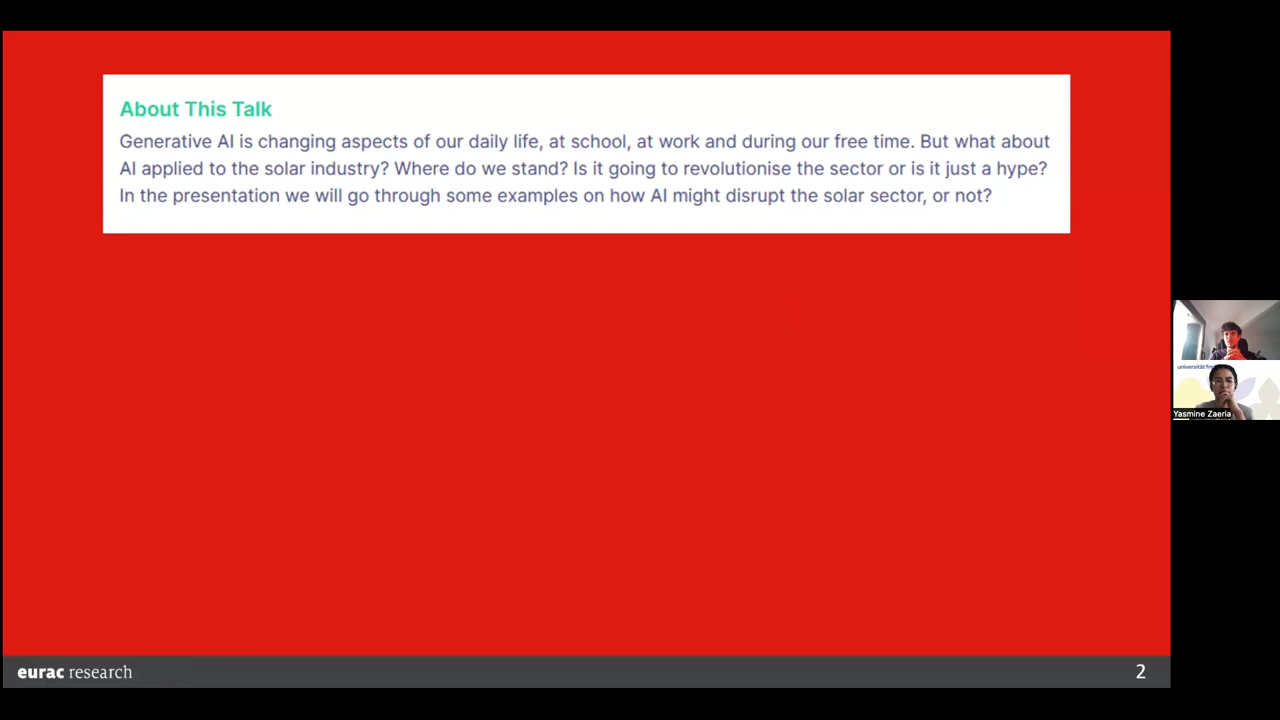 About This Talk
Generative AI is changing aspects of our daily life, at school, at work and during our free time. But what about
AI applied to the solar industry? Where do we stand? Is it going to revolutionise the sector or is it just a hype?
In the presentation we will go through some examples on how AI might disrupt the solar sector, or not?
Yasmine Zaeria
eurac research
2